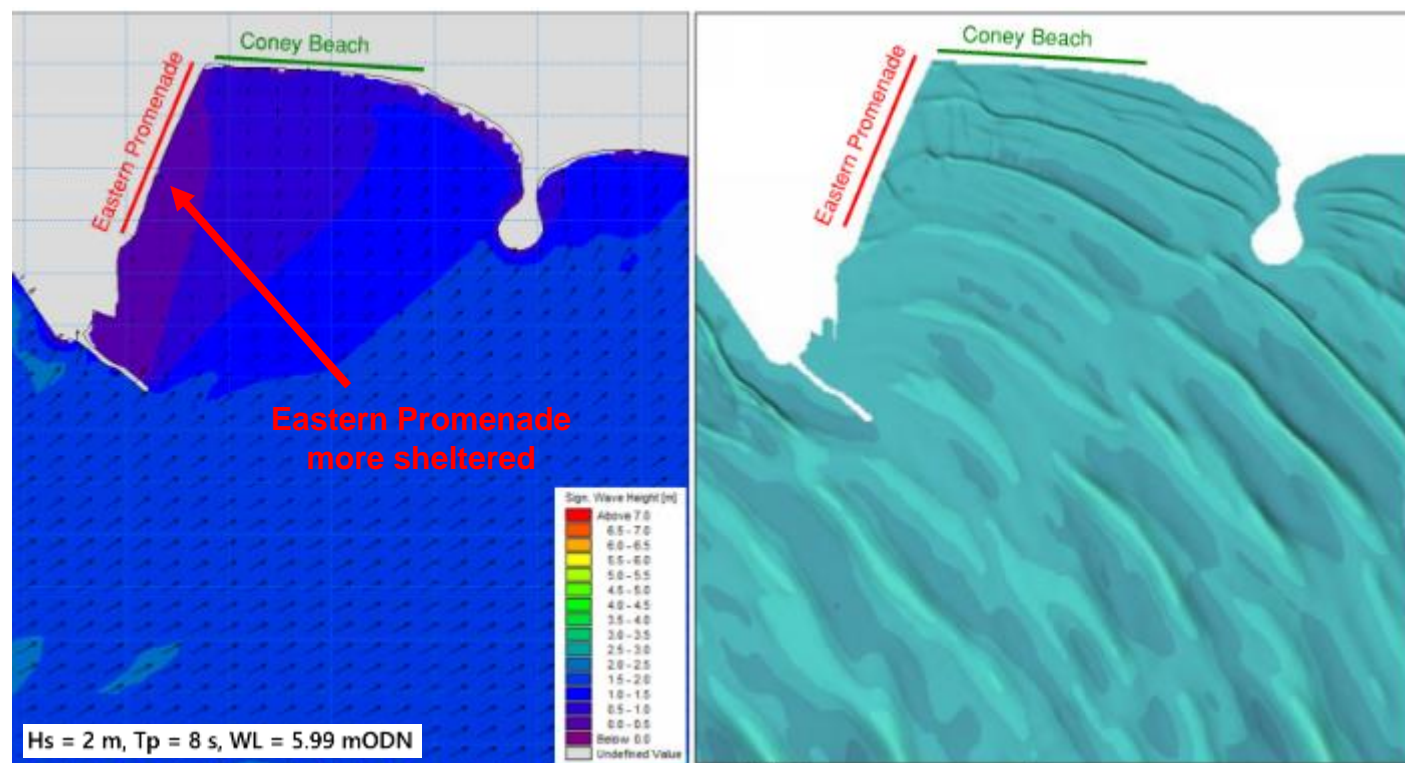 Coney Beach
Eastern Promenade
Eastern Promenade
more sheltered
Sign. Wave Height [m]
Above 7.0
6.5 - 7.0
6.0 - 6.5
5.5 - 6.0
5.0 - 5.5
4.5 - 5.0
4.0 - 4.5
3.5 - 4.0
3.0 - 3.5
2.5 - 3.0
2.0 - 2.5
1.5 - 2.0
1.0 - 1.5
0.5 - 1.0
0.0 - 0.5
Below 0.0
Undefined Value
Hs = 2 m, Tp = 8 s, WL = 5.99 mODN
Coney Beach
Eastern Promenade